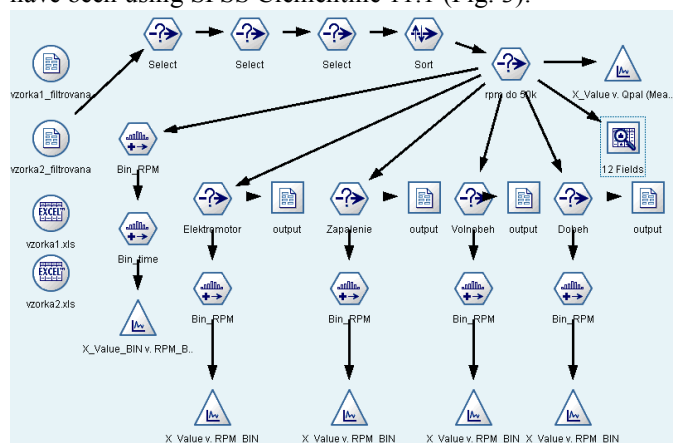 have been using SPSS Clementine 11.1 (Fig. 3).
Select
Select
Select
Sort
vzorka1_filtrovana
rpm do 50k
X_Value v. Qpal (Mea...
Bin_RPM
vzorka2_filtrovana
12 Fields
Elektromotor
output
Zapalenie
output
Volnobeh
output
Dobeh
output
EXCEL
vzorka1.xls
Bin_time
EXCEL
vzorka2.xls
Bin_RPM
Bin_RPM
Bin_RPM
Bin_RPM
X_Value_BIN v. RPM_B...
X_Value v. RPM_BIN
X_Value v. RPM_BIN
X_Value v. RPM_BIN
X_Value v. RPM_BIN